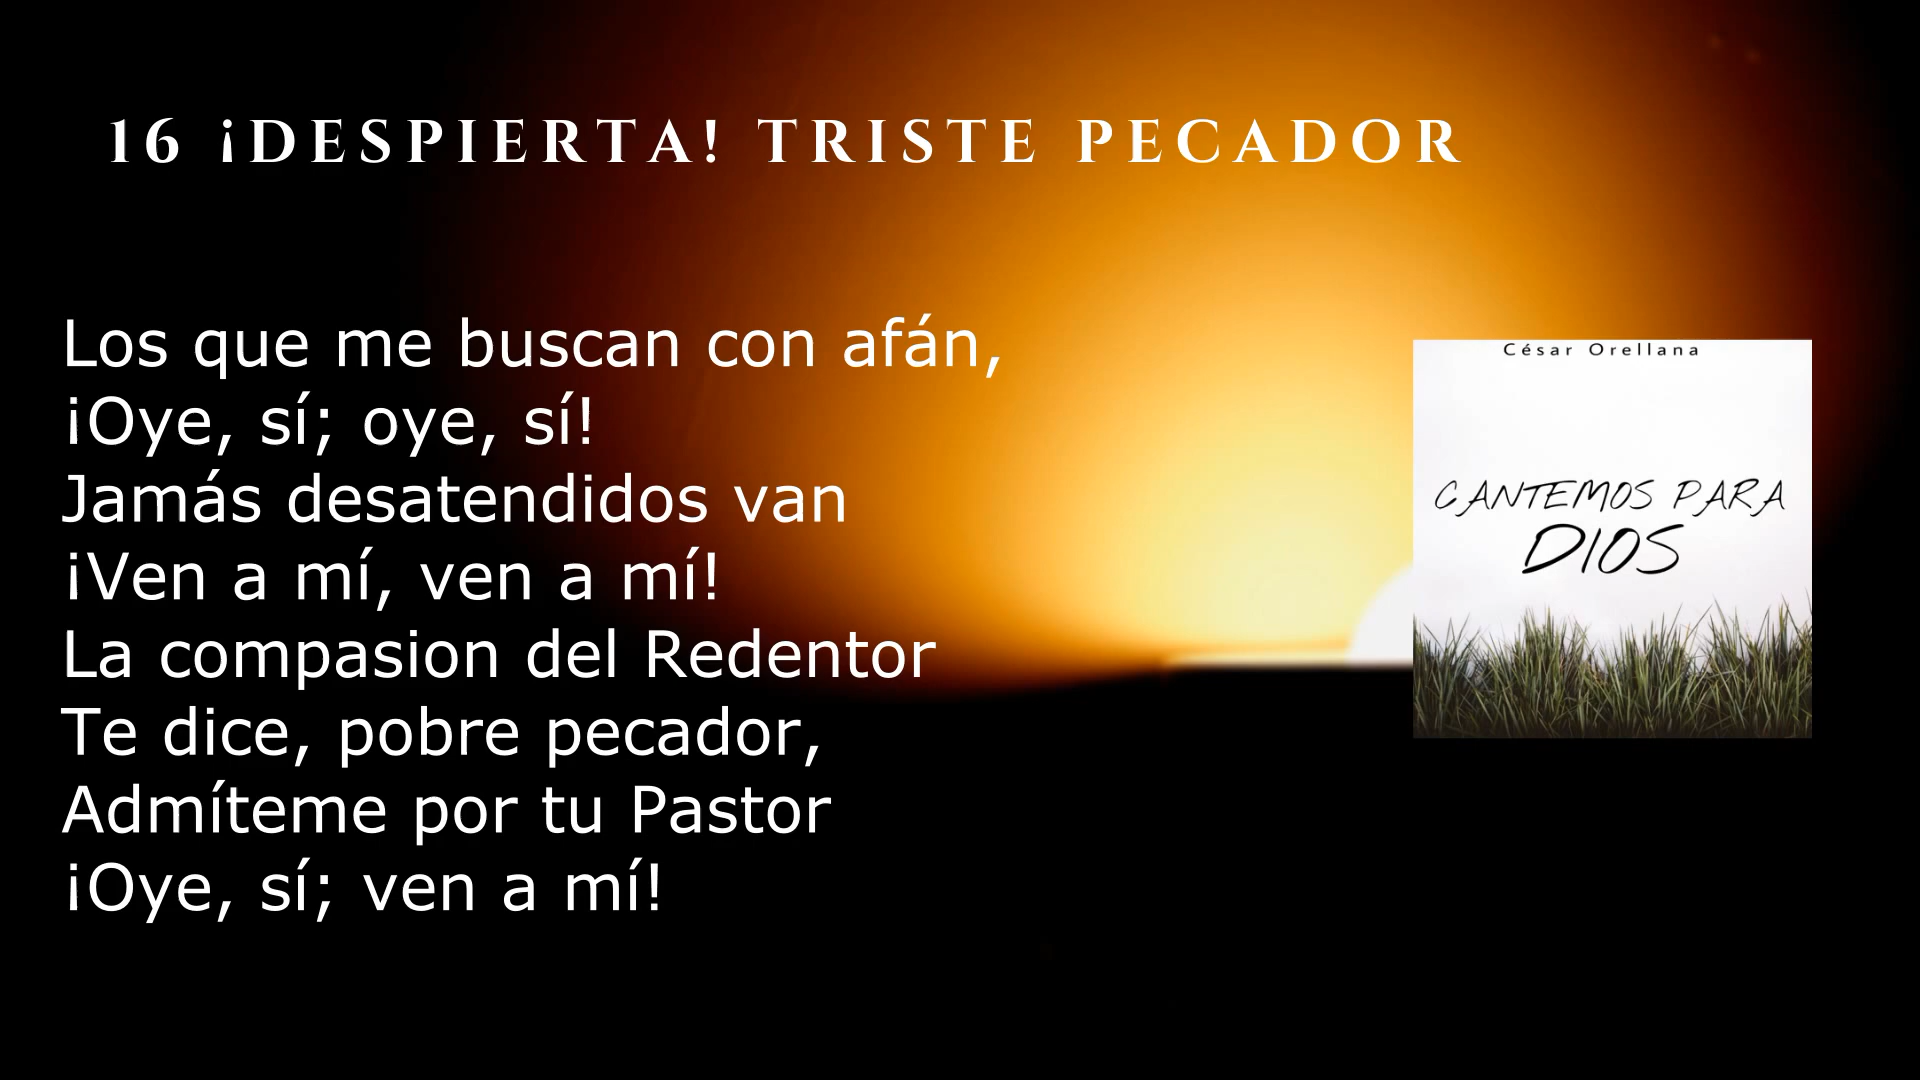 16 ¡DESPIERTA! TRISTE PECADOR
Los que me buscan con afán,
¡Oye, sí; oye, sí!
Jamás desatendidos van
¡Ven a mí, ven a mí!
La compasion del Redentor
Te dice, pobre pecador,
Admíteme por tu Pastor
¡Oye, sí; ven a mí!
César Orellana
CANTEMOS PARA
DIOS